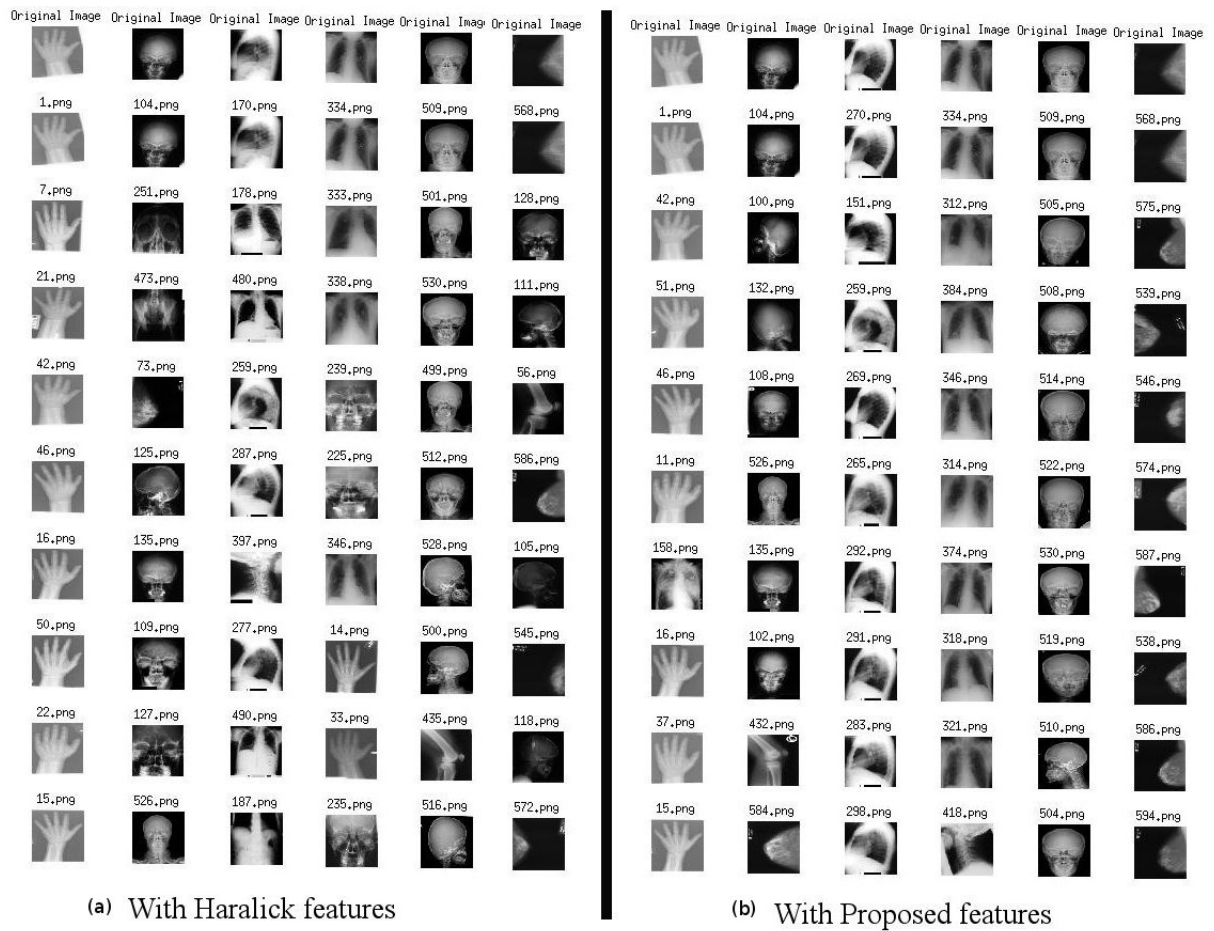 Original Image Original Image Original Image Original Image Original Image Original Image
1.png 104.png 170.png 334.png 509.png 568.png
7.png 251.png 178.png 333.png 501.png 128.png
21.png 473.png 480.png 338.png 530.png 111.png
42.png 73.png 259.png 239.png 499.png 56.png
46.png 125.png 287.png 225.png 512.png 586.png
16.png 135.png 397.png 346.png 528.png 105.png
50.png 109.png 277.png 14.png 500.png 545.png
22.png 127.png 490.png 33.png 435.png 118.png
15.png 526.png 187.png 235.png 516.png 572.png
(a) With Haralick features
Original Image Original Image Original Image Original Image Original Image Original Image
1.png 104.png 270.png 334.png 509.png 568.png
42.png 100.png 151.png 312.png 505.png 575.png
51.png 132.png 259.png 384.png 508.png 539.png
46.png 108.png 269.png 346.png 514.png 546.png
11.png 526.png 265.png 314.png 522.png 574.png
158.png 135.png 292.png 374.png 530.png 587.png
16.png 102.png 291.png 318.png 519.png 538.png
37.png 432.png 283.png 321.png 510.png 586.png
15.png 584.png 298.png 418.png 504.png 594.png
(b) With Proposed features